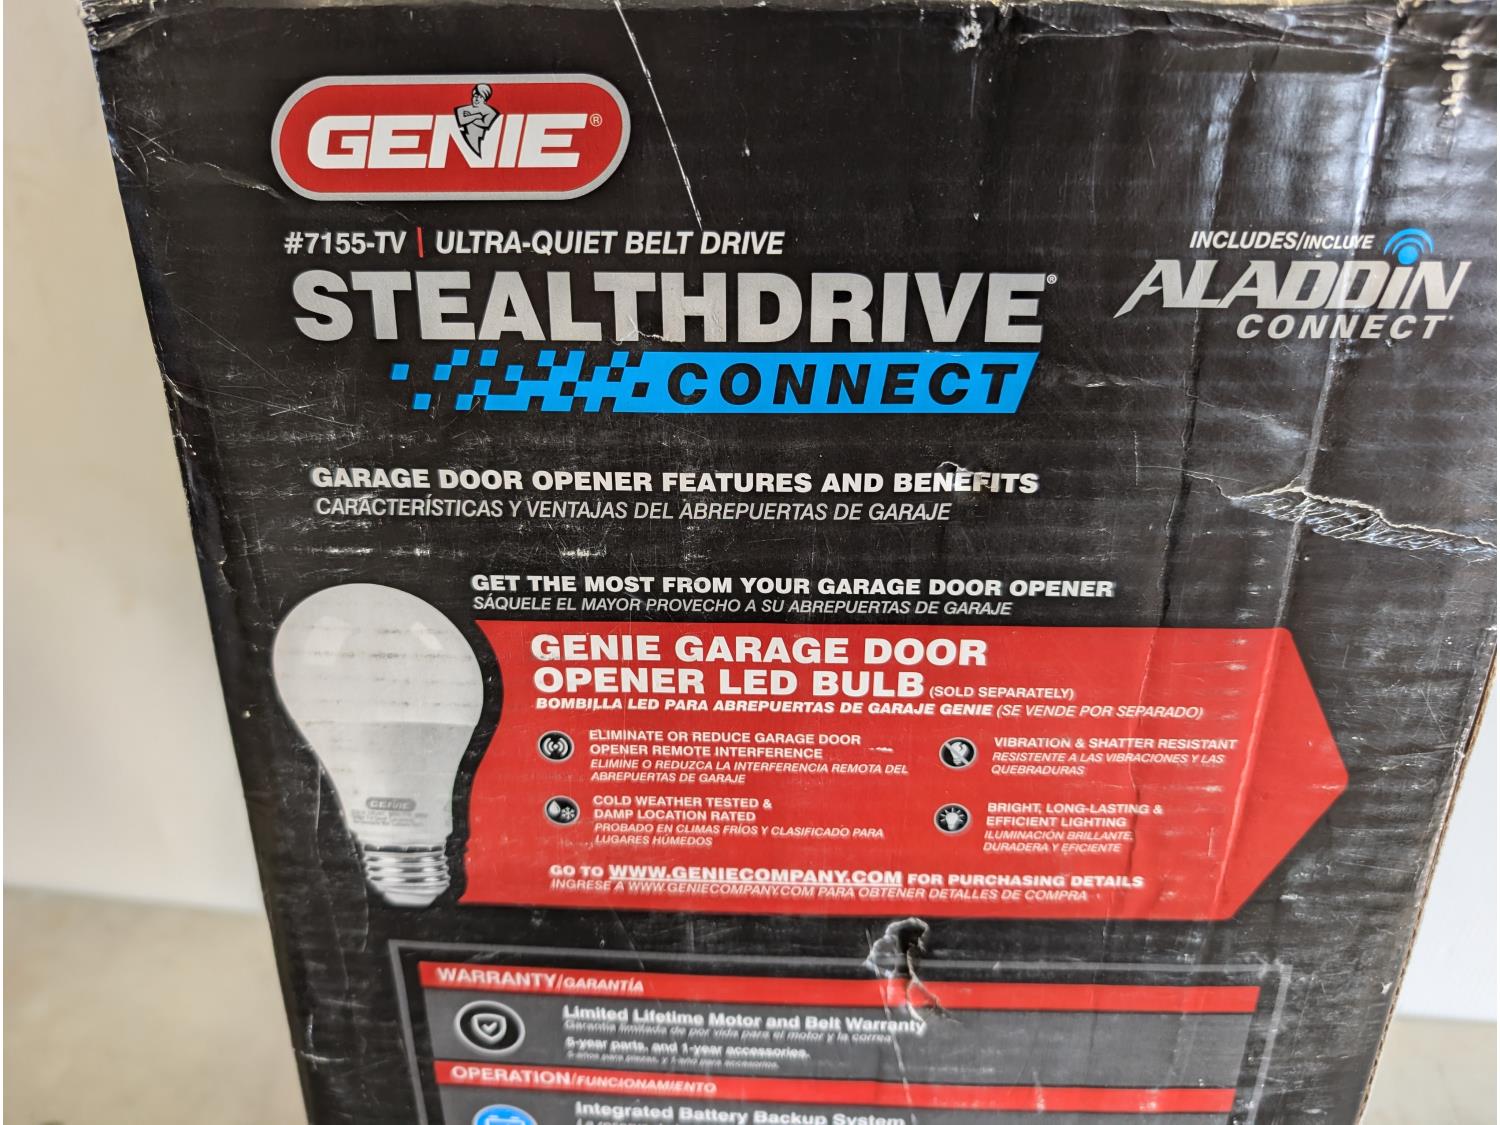 GENIE®
#7155-TV | ULTRA-QUIET BELT DRIVE
STEALTHDRIVE®
CONNECT
INCLUDES/INCLUYE
ALADDIN
CONNECT
GARAGE DOOR OPENER FEATURES AND BENEFITS
CARACTERÍSTICAS Y VENTAJAS DEL ABREPUERTAS DE GARAJE
GET THE MOST FROM YOUR GARAGE DOOR OPENER
SÁQUELE EL MAYOR PROVECHO A SU ABREPUERTAS DE GARAJE
GENIE GARAGE DOOR
OPENER LED BULB (SOLD SEPARATELY)
BOMBILLA LED PARA ABREPUERTAS DE GARAJE GENIE (SE VENDE POR SEPARADO)
ELIMINATE OR REDUCE GARAGE DOOR
OPENER REMOTE INTERFERENCE
ELIMINE O REDUZCA LA INTERFERENCIA REMOTA DEL
ABREPUERTAS DE GARAJE
VIBRATION & SHATTER RESISTANT
RESISTENTE A LAS VIBRACIONES Y LAS
QUEBRADURAS
COLD WEATHER TESTED &
DAMP LOCATION RATED
PROBADO EN CLIMAS FRÍOS Y CLASIFICADO PARA
LUGARES HÚMEDOS
BRIGHT, LONG-LASTING &
EFFICIENT LIGHTING
ILUMINACIÓN BRILLANTE,
DURADERA Y EFICIENTE
GENIE
GO TO WWW.GENIECOMPANY.COM FOR PURCHASING DETAILS
INGRESE A WWW.GENIECOMPANY.COM PARA OBTENER DETALLES DE COMPRA
WARRANTY/GARANTÍA
Limited Lifetime Motor and Belt Warranty
Garantía limitada de por vida para el motor y la correa
5-year parts, and 1-year accessories.
5-años para piezas, y 1-año para accesorios.
OPERATION/FUNCIONAMIENTO
Integrated Battery Backup System